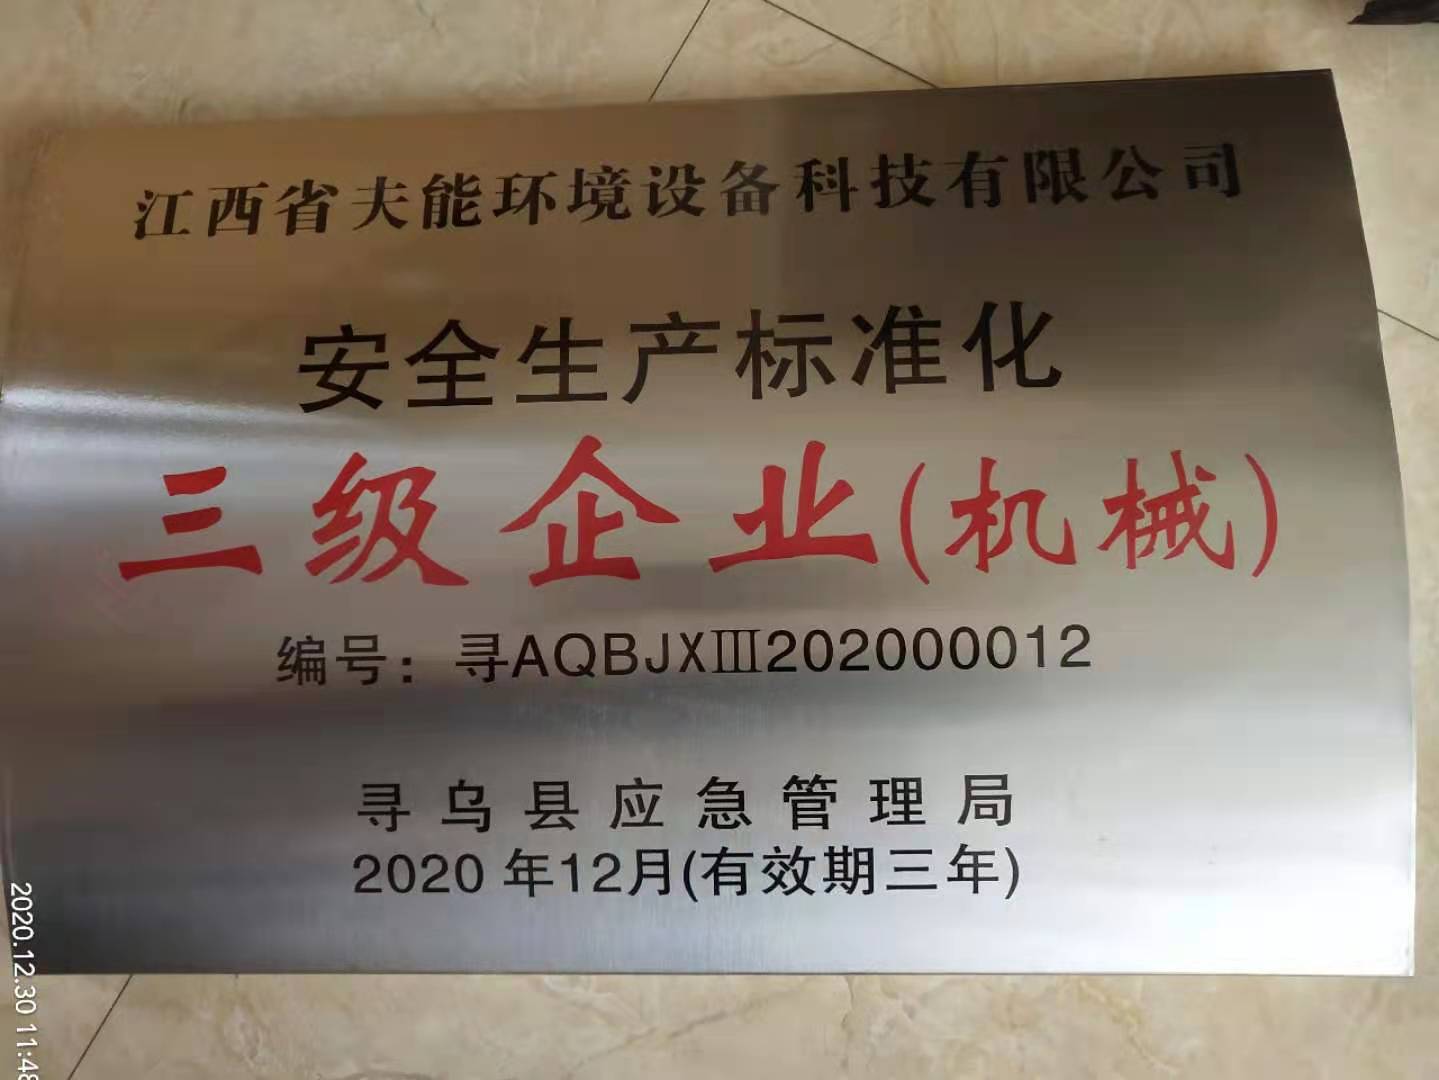 江西省夫能环境设备科技有限公司
安全生产标准化
三级企业(机械)
编号：寻AQBJXⅢ202000012
寻乌县应急管理局
2020年12月(有效期三年)
2020.12.30 11:48